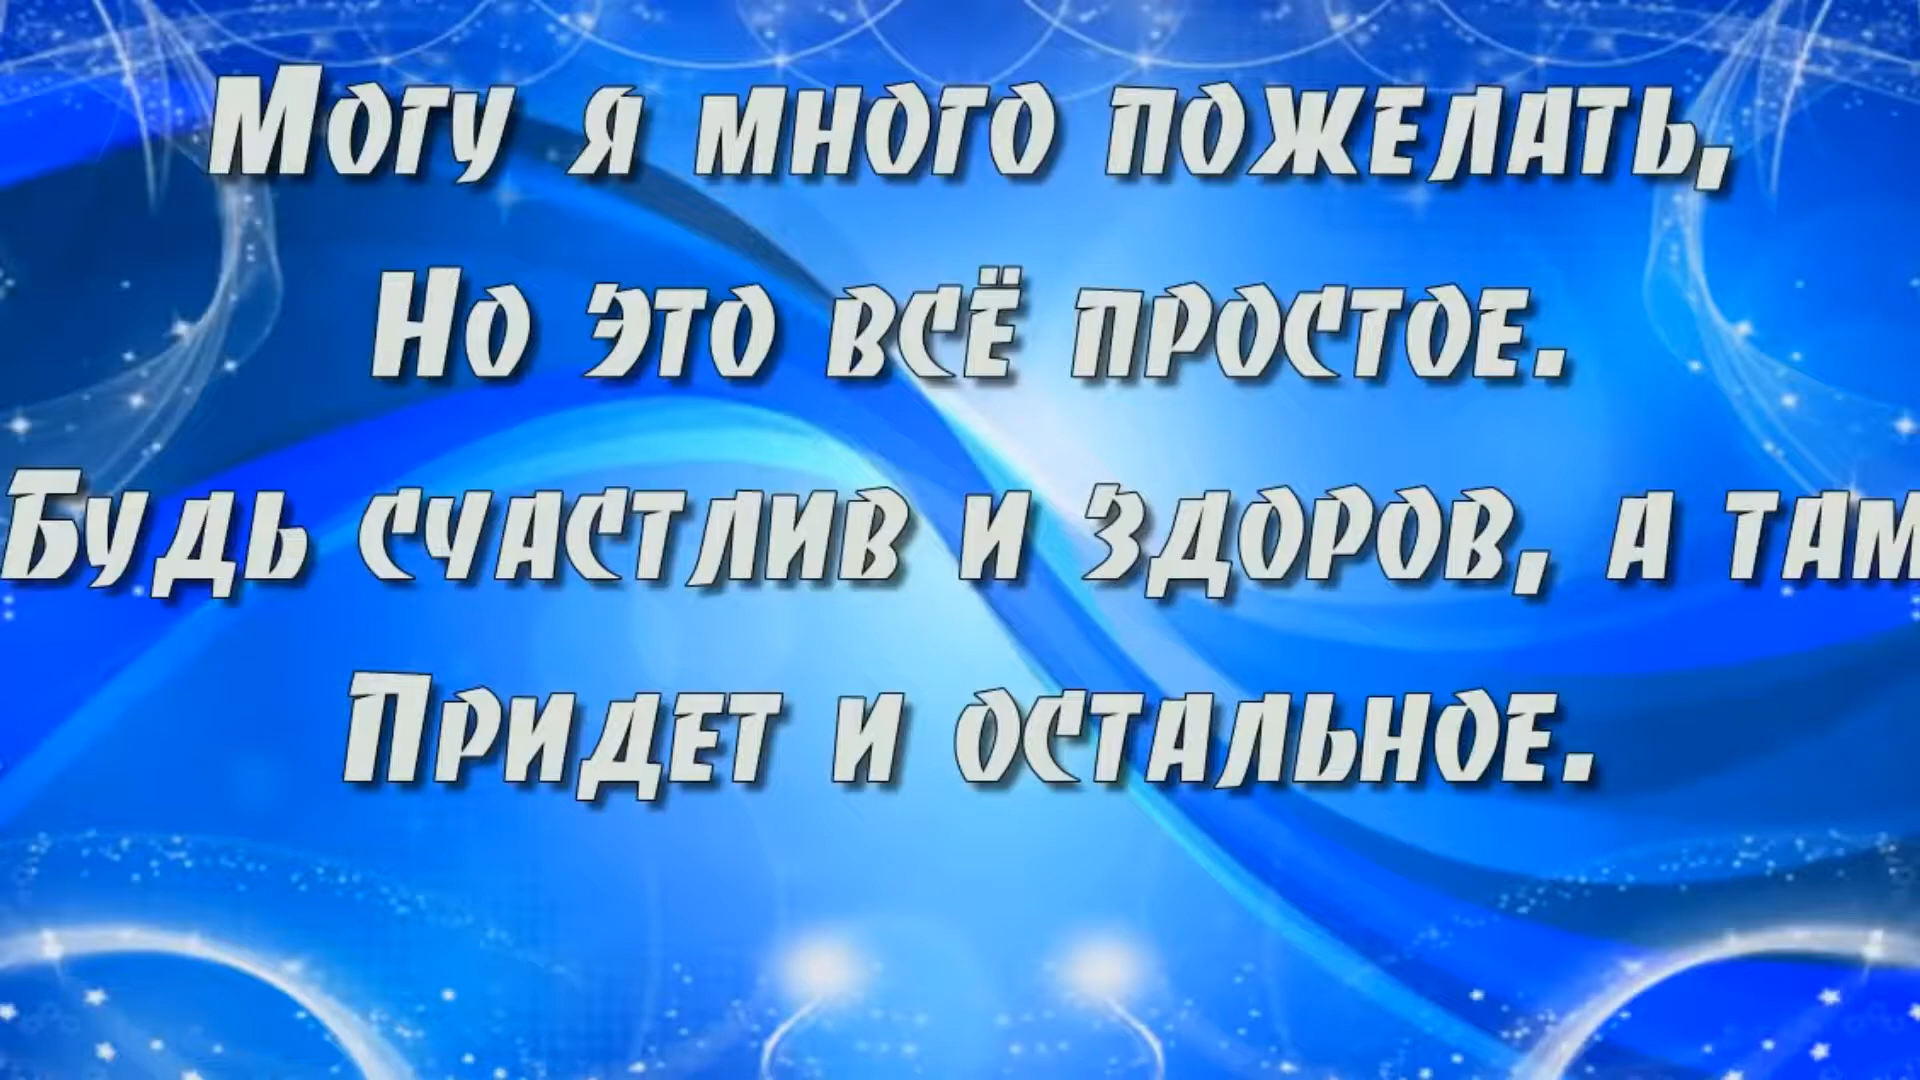 Могу я много пожелать,
Но это всё простое.
Будь счастлив и здоров, а там
Придет и остальное.